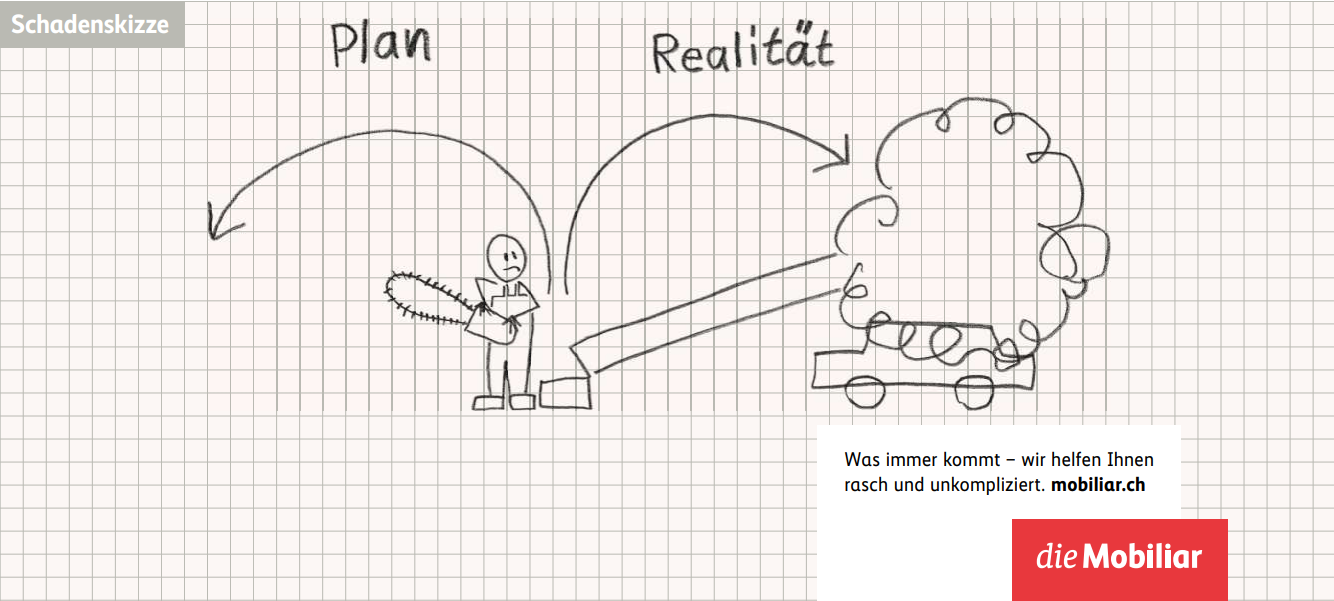 Schadenskizze
Plan
Realität
Was immer kommt – wir helfen Ihnen
rasch und unkompliziert. mobiliar.ch
die Mobiliar